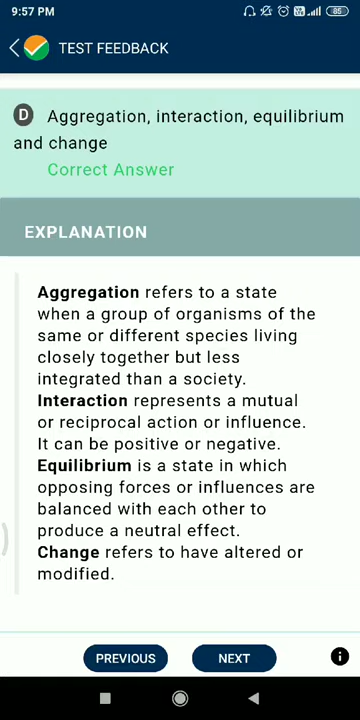 9:57 PM
85
TEST FEEDBACK
D Aggregation, interaction, equilibrium
and change
Correct Answer
EXPLANATION
Aggregation refers to a state
when a group of organisms of the
same or different species living
closely together but less
integrated than a society.
Interaction represents a mutual
or reciprocal action or influence.
It can be positive or negative.
Equilibrium is a state in which
opposing forces or influences are
balanced with each other to
produce a neutral effect.
Change refers to have altered or
modified.
PREVIOUS NEXT